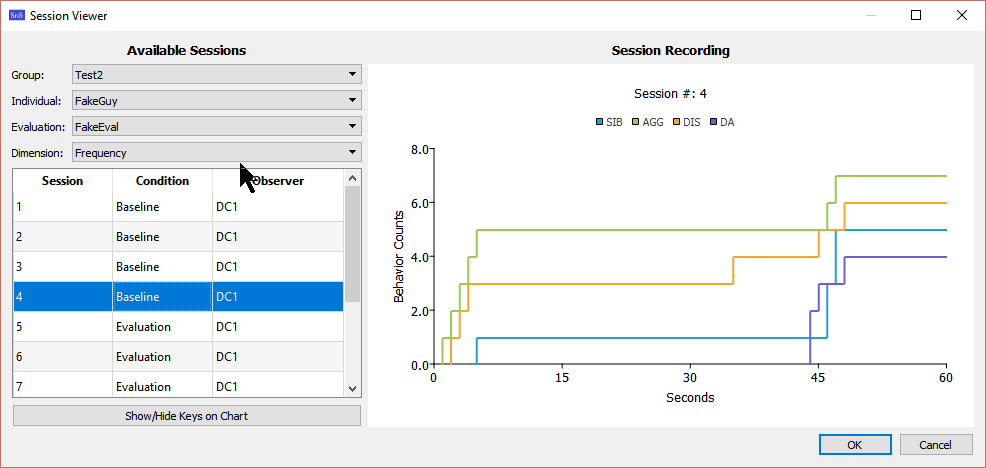 SnS Session Viewer
Available Sessions
Group: Test2
Individual: FakeGuy
Evaluation: FakeEval
Dimension: Frequency
Session Condition Observer
1 Baseline DC1
2 Baseline DC1
3 Baseline DC1
4 Baseline DC1
5 Evaluation DC1
6 Evaluation DC1
7 Evaluation DC1
Show/Hide Keys on Chart
Session Recording
Session #: 4
SIB AGG DIS DA
8.0
6.0
4.0
2.0
0.0
Behavior Counts
0 15 30 45 60
Seconds
OK Cancel